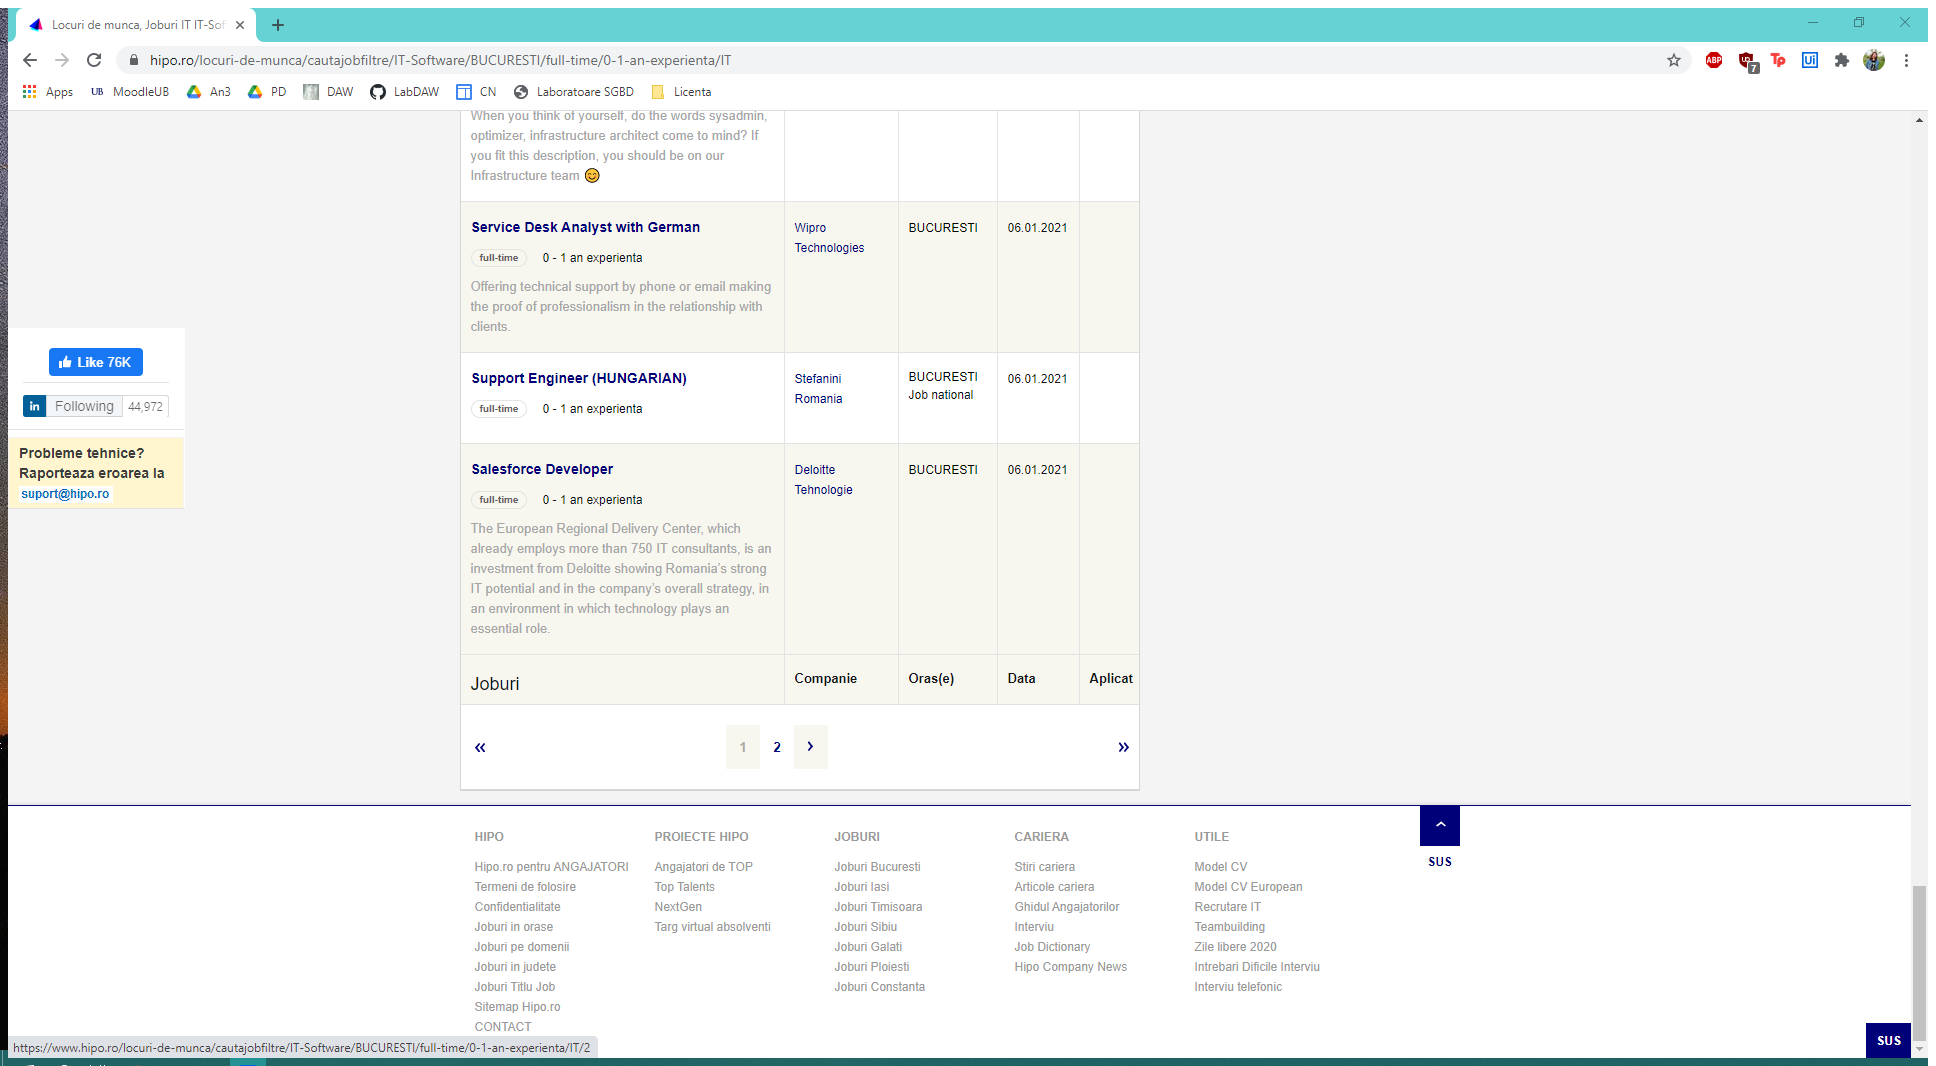 Locuri de munca, Joburi IT IT-Sof
hipo.ro/locuri-de-munca/cautajobfiltre/IT-Software/BUCURESTI/full-time/0-1-an-experienta/IT
ABP
7
Tp
Ui
Apps
UB MoodleUB
An3
PD
DAW
LabDAW
CN
Laboratoare SGBD
Licenta
When you think of yourself, do the words sysadmin,
optimizer, infrastructure architect come to mind? If
you fit this description, you should be on our
Infrastructure team 😊
Service Desk Analyst with German
full-time 0 - 1 an experienta
Offering technical support by phone or email making
the proof of professionalism in the relationship with
clients.
Wipro
Technologies
BUCURESTI
06.01.2021
Like 76K
in Following 44,972
Probleme tehnice?
Raporteaza eroarea la
suport@hipo.ro
Support Engineer (HUNGARIAN)
full-time 0 - 1 an experienta
Stefanini
Romania
BUCURESTI
Job national
06.01.2021
Salesforce Developer
full-time 0 - 1 an experienta
The European Regional Delivery Center, which
already employs more than 750 IT consultants, is an
investment from Deloitte showing Romania’s strong
IT potential and in the company’s overall strategy, in
an environment in which technology plays an
essential role.
Deloitte
Tehnologie
BUCURESTI
06.01.2021
Joburi Companie Oras(e) Data Aplicat
« 1 2 › »
HIPO
Hipo.ro pentru ANGAJATORI
Termeni de folosire
Confidentialitate
Joburi in orase
Joburi pe domenii
Joburi in judete
Joburi Titlu Job
Sitemap Hipo.ro
CONTACT
PROIECTE HIPO
Angajatori de TOP
Top Talents
NextGen
Targ virtual absolventi
JOBURI
Joburi Bucuresti
Joburi Iasi
Joburi Timisoara
Joburi Sibiu
Joburi Galati
Joburi Ploiesti
Joburi Constanta
CARIERA
Stiri cariera
Articole cariera
Ghidul Angajatorilor
Interviu
Job Dictionary
Hipo Company News
UTILE
Model CV
Model CV European
Recrutare IT
Teambuilding
Zile libere 2020
Intrebari Dificile Interviu
Interviu telefonic
SUS
SUS
https://www.hipo.ro/locuri-de-munca/cautajobfiltre/IT-Software/BUCURESTI/full-time/0-1-an-experienta/IT/2